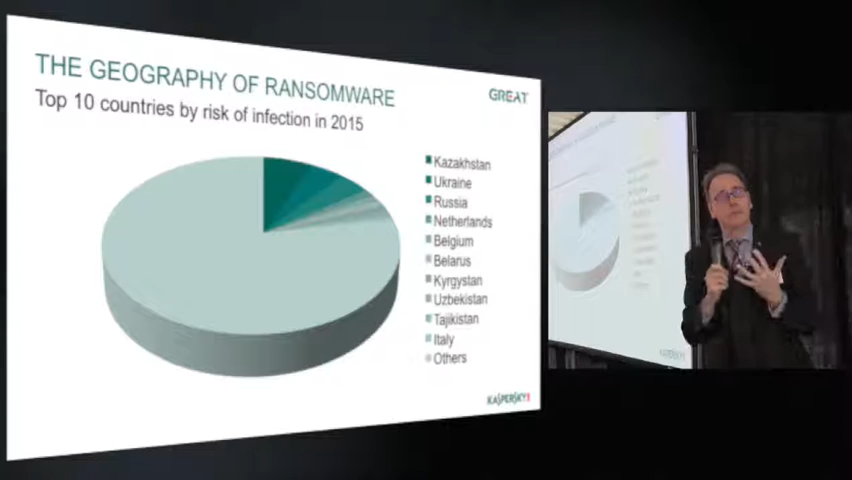 THE GEOGRAPHY OF RANSOMWARE
Top 10 countries by risk of infection in 2015
GREAT
Kazakhstan
Ukraine
Russia
Netherlands
Belgium
Belarus
Kyrgystan
Uzbekistan
Tajikistan
Italy
Others
KASPERSKY